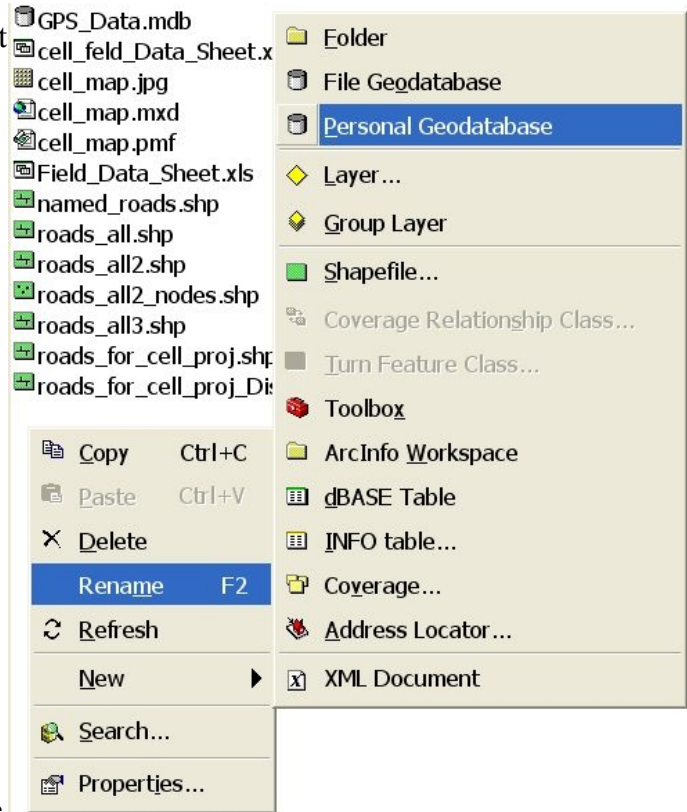 t
GPS_Data.mdb
cell_feld_Data_Sheet.x
cell_map.jpg
cell_map.mxd
cell_map.pmf
Field_Data_Sheet.xls
named_roads.shp
roads_all.shp
roads_all2.shp
roads_all2_nodes.shp
roads_all3.shp
roads_for_cell_proj.shp
roads_for_cell_proj_Dis
Copy Ctrl+C
Paste Ctrl+V
Delete
Rename F2
Refresh
New
Search...
Properties...
Folder
File Geodatabase
Personal Geodatabase
Layer...
Group Layer
Shapefile...
Coverage Relationship Class...
Turn Feature Class...
Toolbox
ArcInfo Workspace
dBASE Table
INFO table...
Coverage...
Address Locator...
XML Document